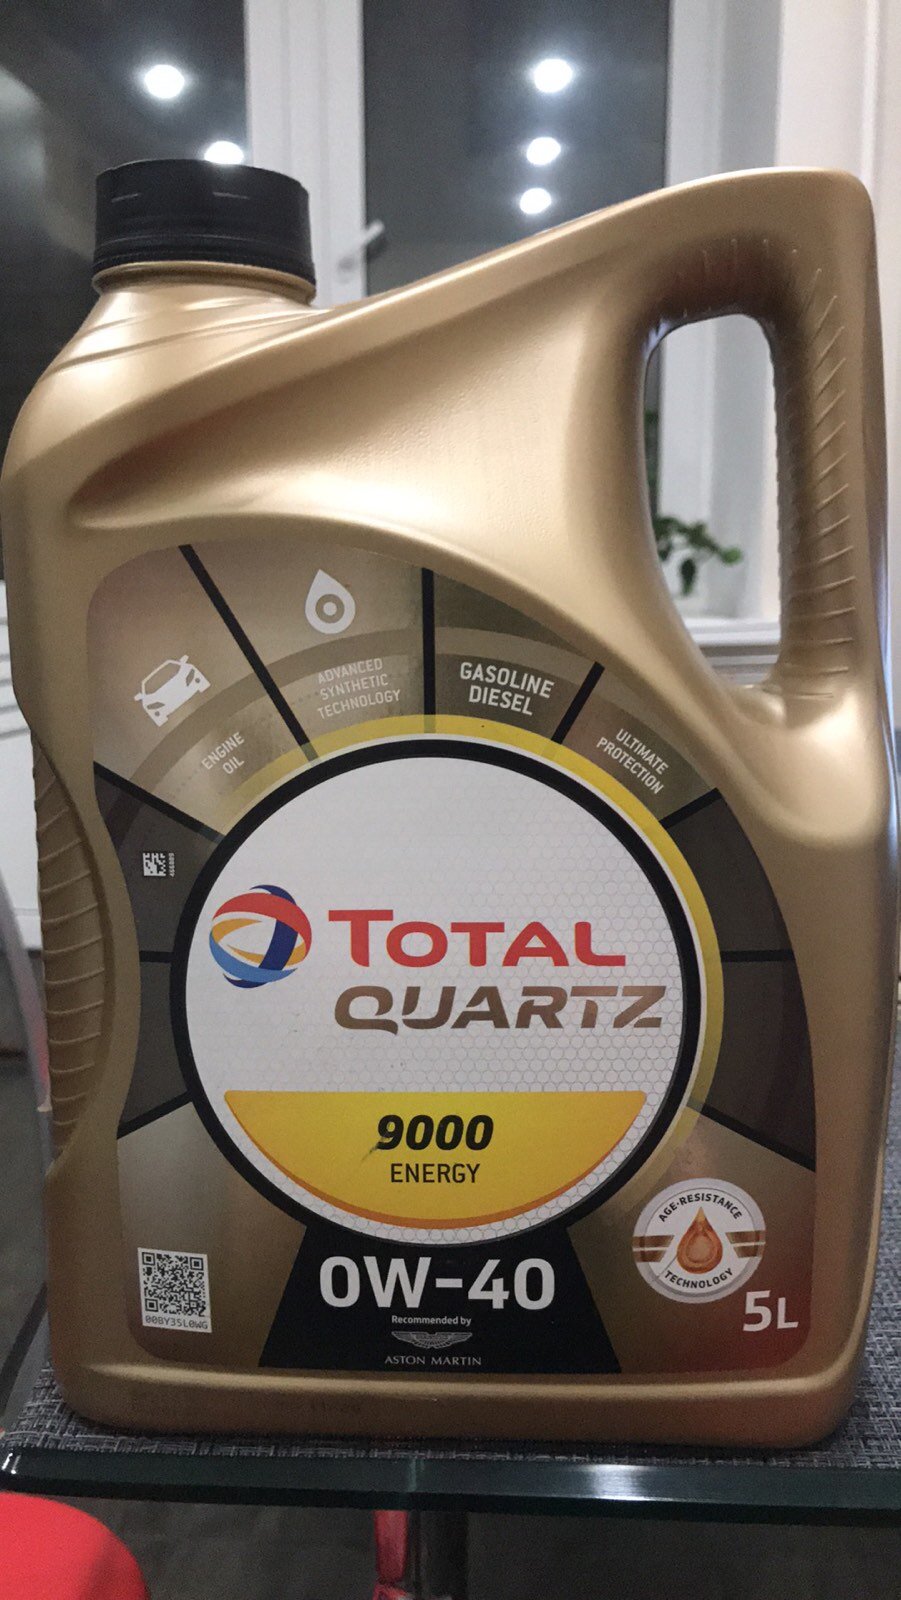 ENGINE
OIL
ADVANCED
SYNTHETIC
TECHNOLOGY
GASOLINE
DIESEL
ULTIMATE
PROTECTION
TOTAL
QUARTZ
9000
ENERGY
0W-40
Recommended by
ASTON MARTIN
AGE-RESISTANCE
TECHNOLOGY
5L
00BY35L0WG